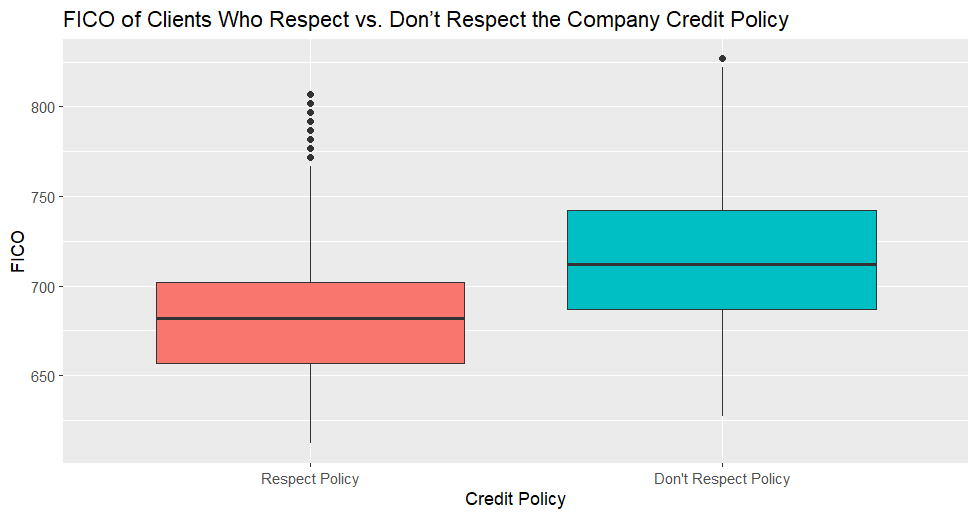 FICO of Clients Who Respect vs. Don’t Respect the Company Credit Policy
800
750
700
650
FICO
Respect Policy
Don't Respect Policy
Credit Policy